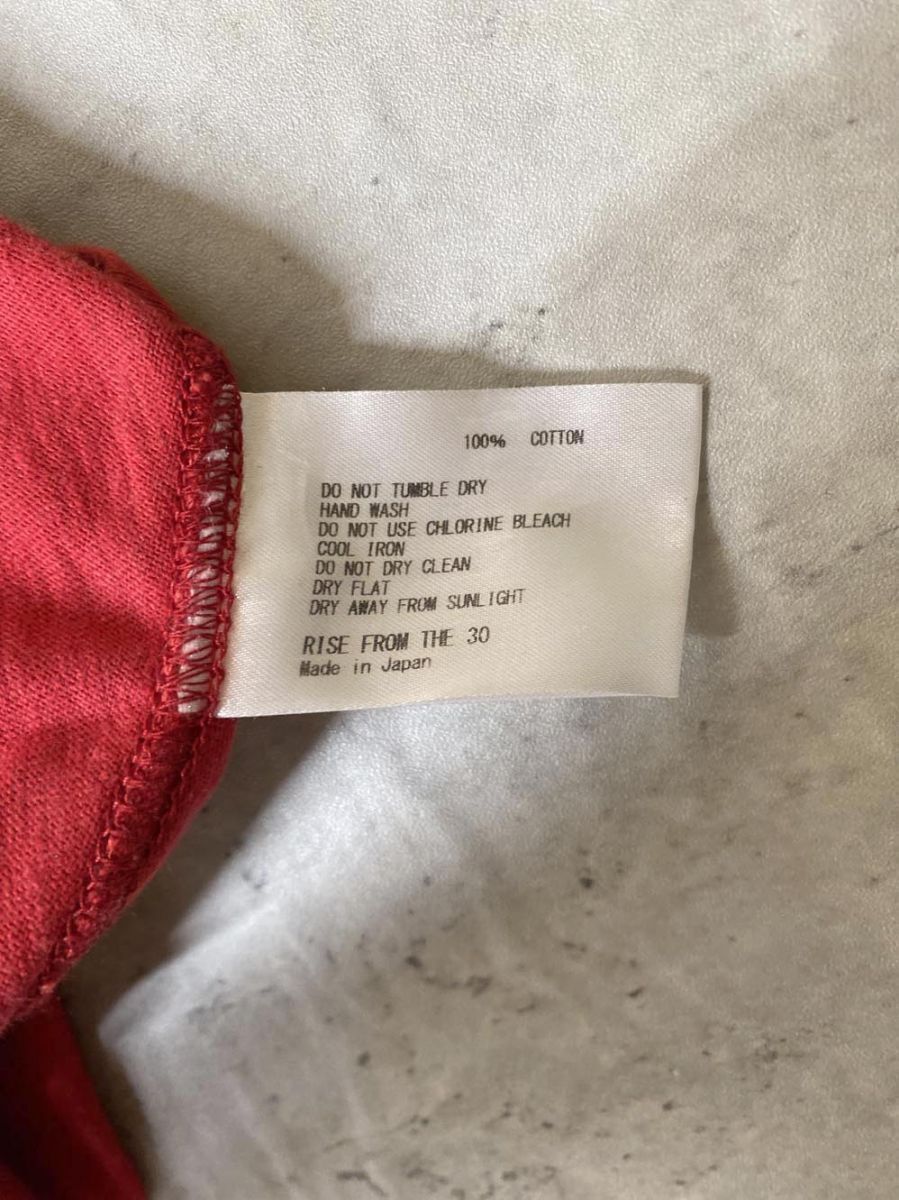 100% COTTON
DO NOT TUMBLE DRY
HAND WASH
DO NOT USE CHLORINE BLEACH
COOL IRON
DO NOT DRY CLEAN
DRY FLAT
DRY AWAY FROM SUNLIGHT
RISE FROM THE 30
Made in Japan